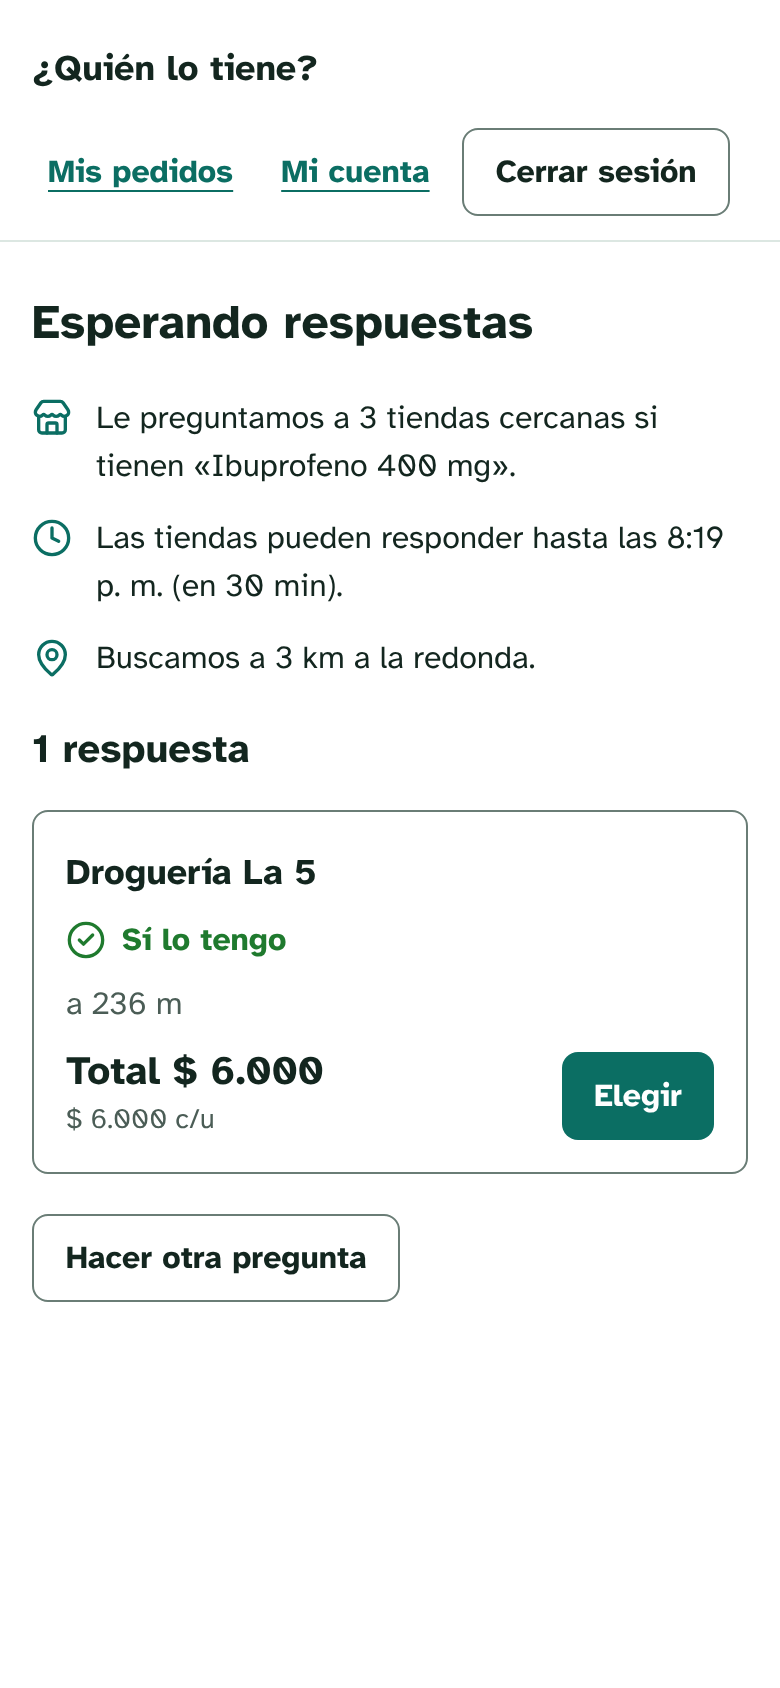 ¿Quién lo tiene?
Mis pedidos
Mi cuenta
Cerrar sesión
Esperando respuestas
Le preguntamos a 3 tiendas cercanas si
tienen «Ibuprofeno 400 mg».
Las tiendas pueden responder hasta las 8:19
p. m. (en 30 min).
Buscamos a 3 km a la redonda.
1 respuesta
Droguería La 5
Sí lo tengo
a 236 m
Total $ 6.000
$ 6.000 c/u
Elegir
Hacer otra pregunta